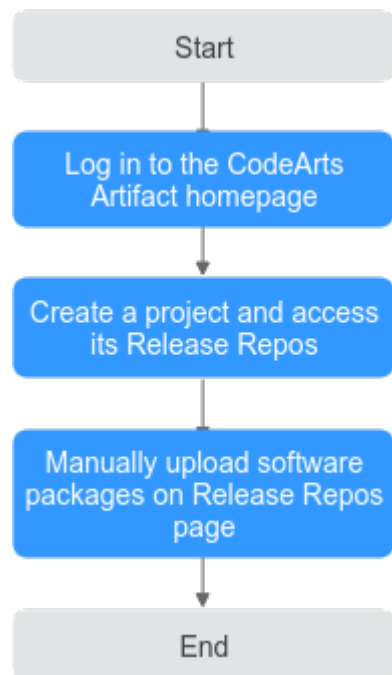 Start
Log in to the CodeArts
Artifact homepage
Create a project and access
its Release Repos
Manually upload software
packages on Release Repos
page
End